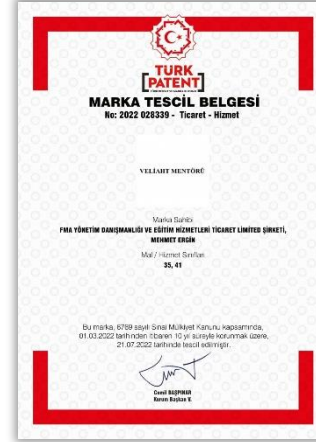 TÜRK
PATENT
MARKA TESCİL BELGESİ
No: 2022 028339 - Ticaret - Hizmet
VELİAHT MENTÖRÜ
Marka Sahibi
FMA YÖNETİM DANIŞMANLIĞI VE EĞİTİM HİZMETLERİ TİCARET LİMİTED ŞİRKETİ,
MEHMET ERGİN
Mal / Hizmet Sınıfları
35, 41
Bu marka, 6769 sayılı Sınai Mülkiyet Kanunu kapsamında,
01.03.2022 tarihinden itibaren 10 yıl süreyle korunmak üzere,
21.07.2022 tarihinde tescil edilmiştir.
Cemil BAŞPINAR
Kurum Başkan V.